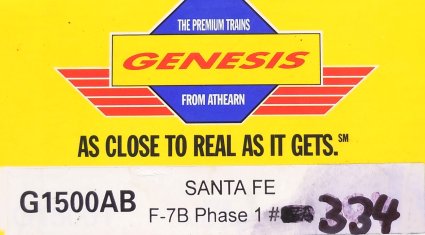 THE PREMIUM TRAINS
GENESIS
FROM ATHEARN
AS CLOSE TO REAL AS IT GETS.℠
G1500AB
SANTA FE
F-7B Phase 1 # 334